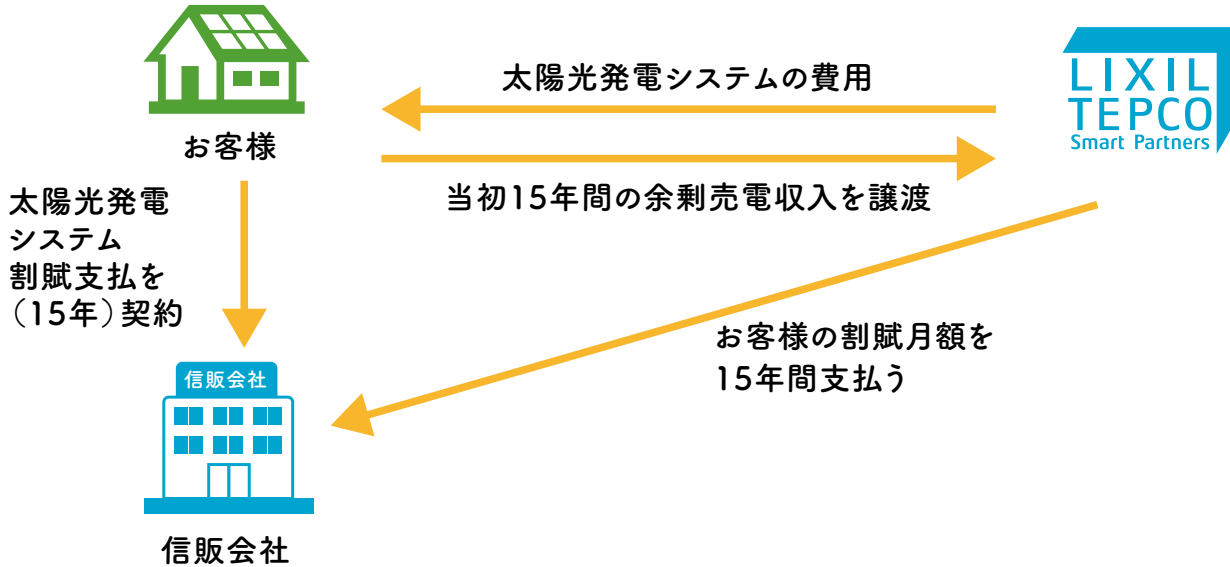 太陽光発電システムの費用
LIXIL
TEPCO
Smart Partners
お客様
当初15年間の余剰売電収入を譲渡
太陽光発電
システム
割賦支払を
（15年）契約
お客様の割賦月額を
15年間支払う
信販会社
信販会社